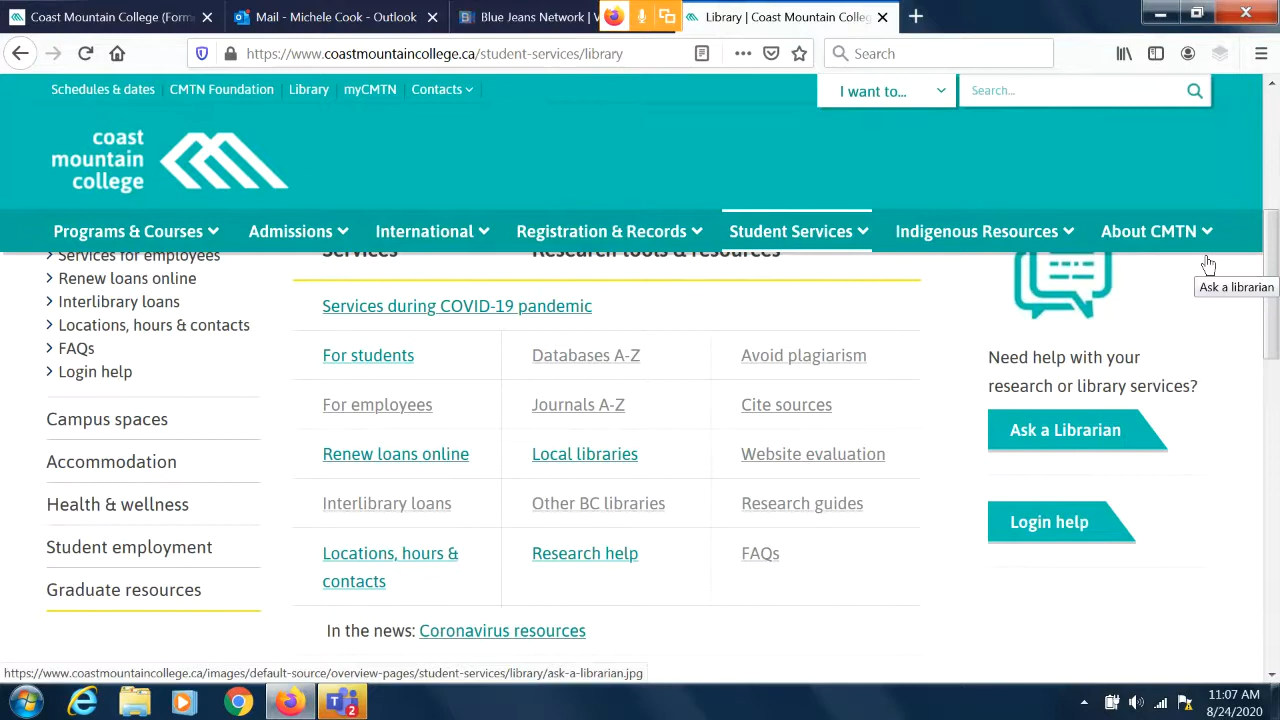 Coast Mountain College (Form
Mail - Michele Cook - Outlook
Blue Jeans Network | V
Library | Coast Mountain Colleg
https://www.coastmountaincollege.ca/student-services/library
Search
Schedules & dates
CMTN Foundation
Library
myCMTN
Contacts
I want to...
Search...
coast
mountain
college
Programs & Courses
Admissions
International
Registration & Records
Student Services
Indigenous Resources
About CMTN
Services for employees
Renew loans online
Interlibrary loans
Locations, hours & contacts
FAQs
Login help
Campus spaces
Accommodation
Health & wellness
Student employment
Graduate resources
Services
Research tools & resources
Services during COVID-19 pandemic
For students
Databases A-Z
Avoid plagiarism
For employees
Journals A-Z
Cite sources
Renew loans online
Local libraries
Website evaluation
Interlibrary loans
Other BC libraries
Research guides
Locations, hours &
contacts
Research help
FAQs
In the news: Coronavirus resources
Ask a librarian
Need help with your
research or library services?
Ask a Librarian
Login help
https://www.coastmountaincollege.ca/images/default-source/overview-pages/student-services/library/ask-a-librarian.jpg
2
11:07 AM
8/24/2020